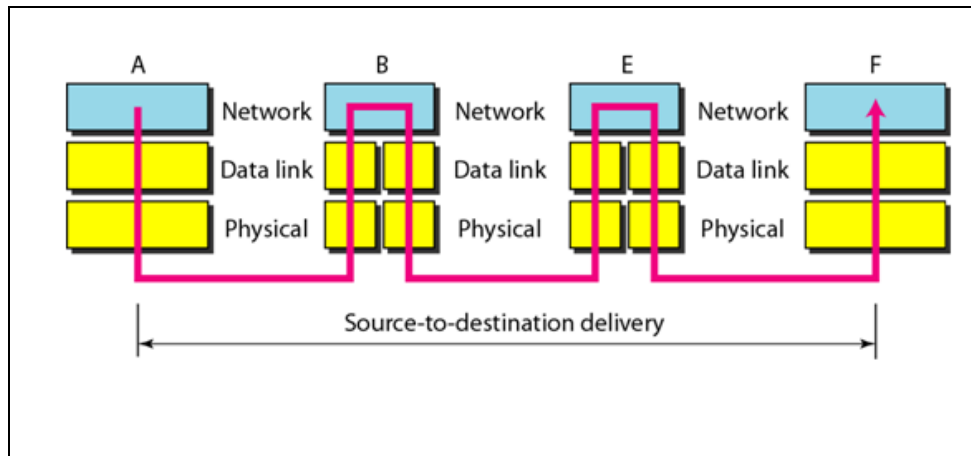 A B E F
Network Network Network
Data link Data link Data link
Physical Physical Physical
Source-to-destination delivery